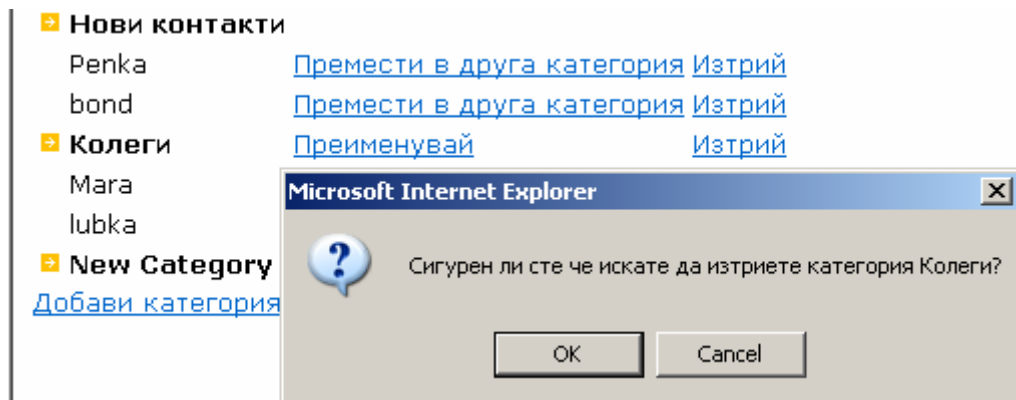 Нови контакти
Penka Премести в друга категория Изтрий
bond Премести в друга категория Изтрий
Колеги Преименувай Изтрий
Mara
lubka
New Category
Добави категория
Microsoft Internet Explorer
Сигурен ли сте че искате да изтриете категория Колеги?
OK Cancel